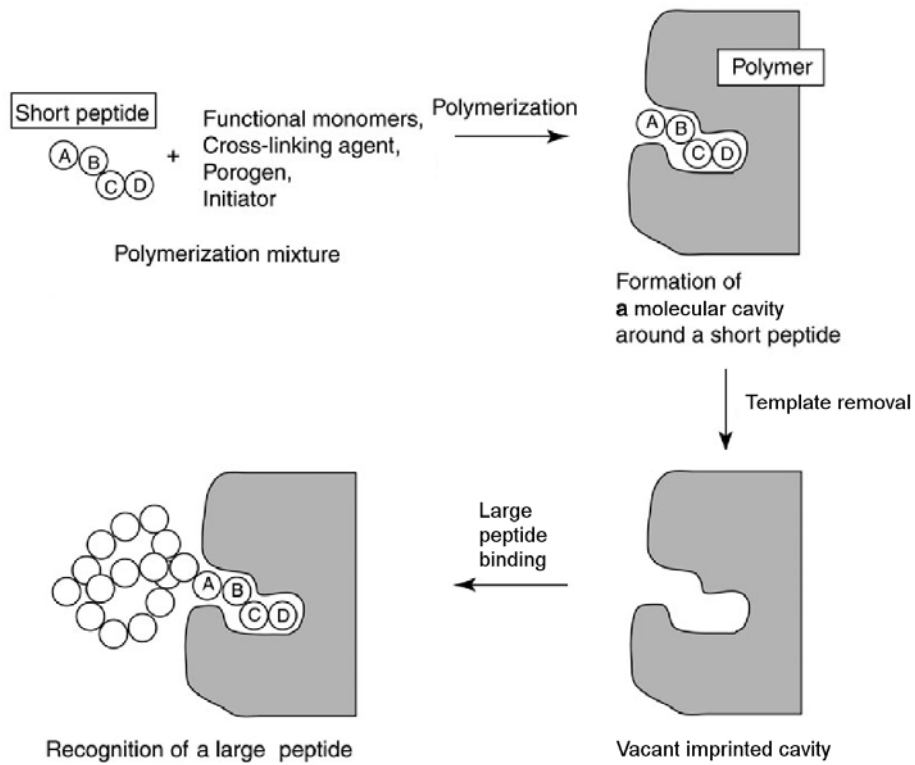 Short peptide
A
B
C
D
+
Functional monomers,
Cross-linking agent,
Porogen,
Initiator
Polymerization mixture
Polymerization
Polymer
A
B
C
D
Formation of
a molecular cavity
around a short peptide
Template removal
Vacant imprinted cavity
Large
peptide
binding
A
B
C
D
Recognition of a large peptide